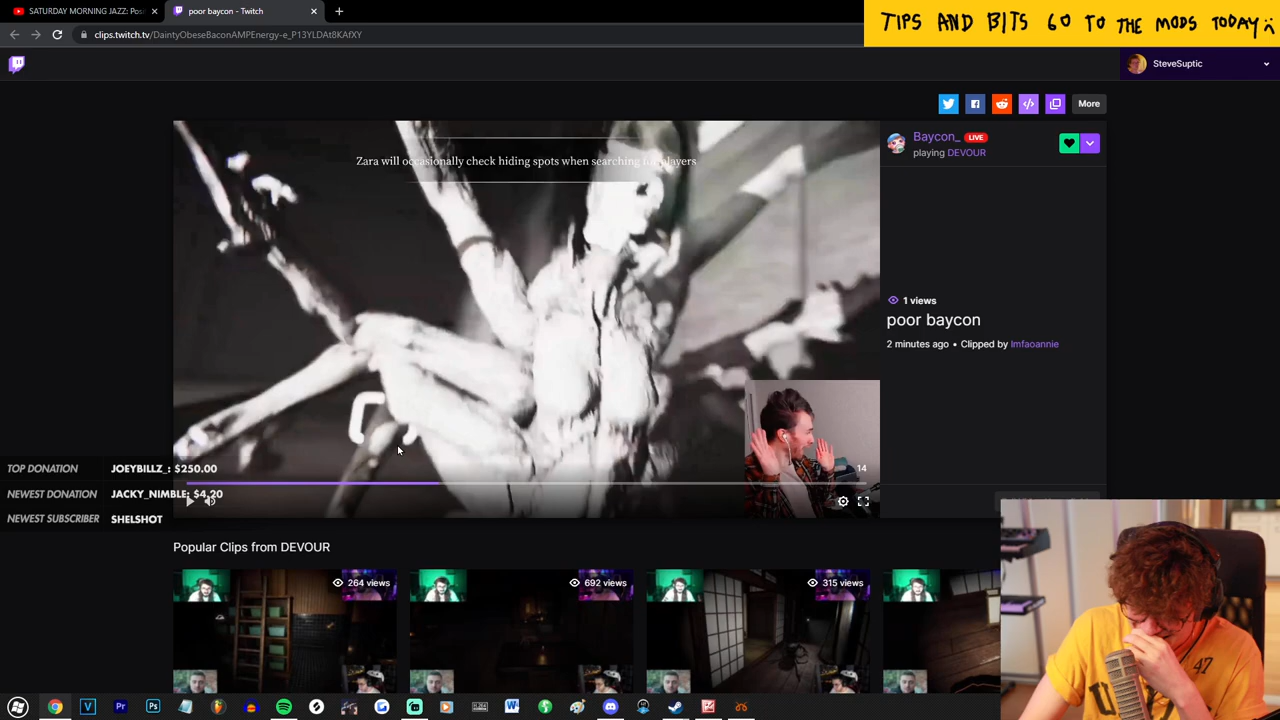 SATURDAY MORNING JAZZ: Posi
poor baycon - Twitch
clips.twitch.tv/DaintyObeseBaconAMPEnergy-e_P13YLDAt8KAfXY
TIPS AND BITS GO TO THE MODS TODAY
SteveSuptic
More
Zara will occasionally check hiding spots when searching for players
Baycon_ LIVE
playing DEVOUR
1 views
poor baycon
2 minutes ago • Clipped by lmfaoannie
14
TOP DONATION JOEYBILLZ_: $250.00
NEWEST DONATION JACKY_NIMBLE: $4.20
NEWEST SUBSCRIBER SHELSHOT
Popular Clips from DEVOUR
264 views
692 views
315 views
47